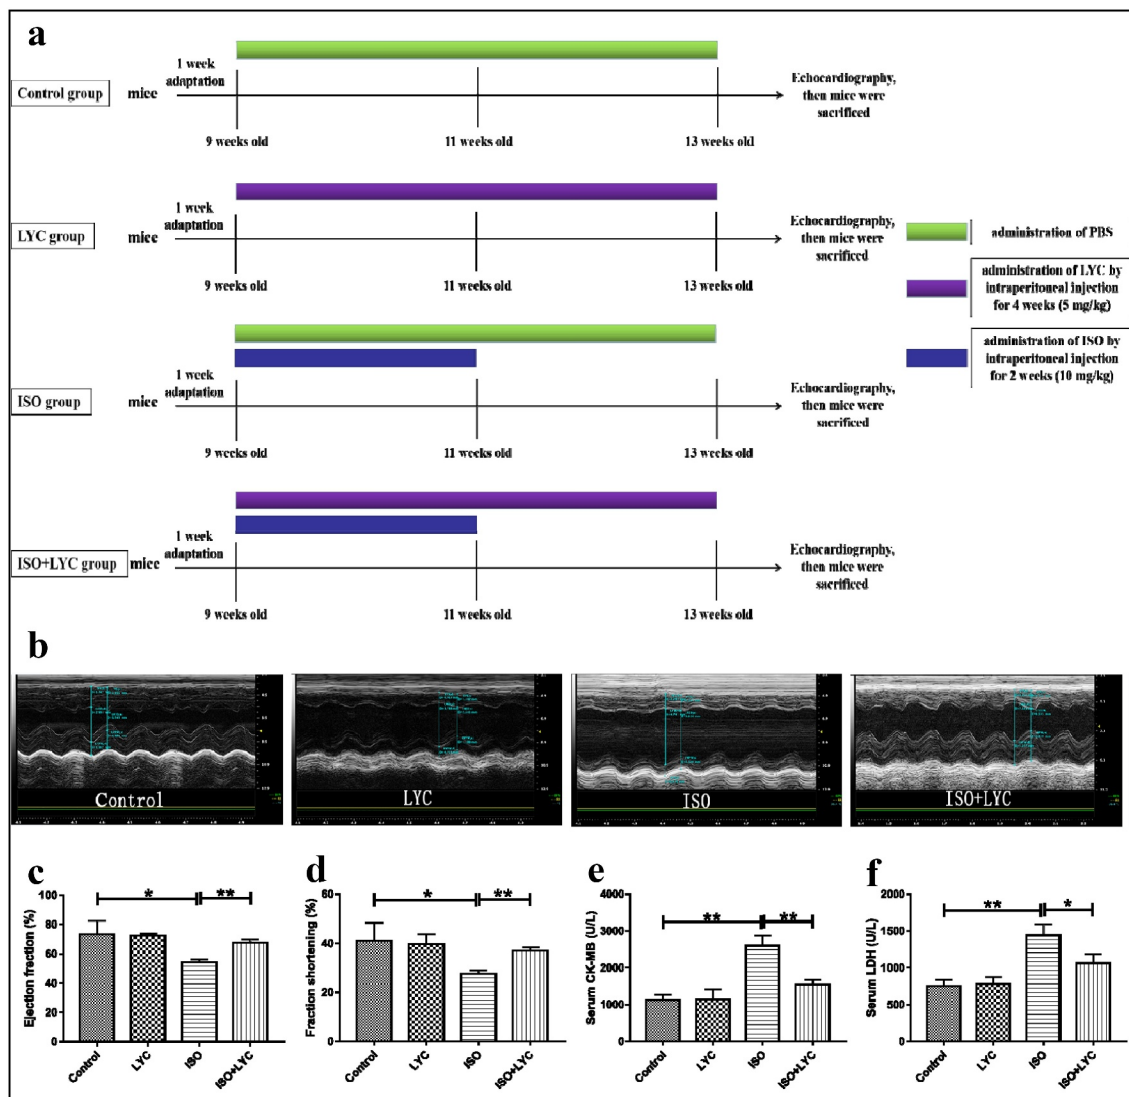 a
1 week
adaptation
Control group
mice
Echocardiography,
then mice were
sacrificed
9 weeks old
11 weeks old
13 weeks old
1 week
adaptation
LYC group
mice
Echocardiography,
then mice were
sacrificed
9 weeks old
11 weeks old
13 weeks old
administration of PBS
administration of LYC by
intraperitoneal injection
for 4 weeks (5 mg/kg)
administration of ISO by
intraperitoneal injection
for 2 weeks (10 mg/kg)
1 week
adaptation
ISO group
mice
Echocardiography,
then mice were
sacrificed
9 weeks old
11 weeks old
13 weeks old
1 week
adaptation
ISO+LYC group
mice
Echocardiography,
then mice were
sacrificed
9 weeks old
11 weeks old
13 weeks old
b
Control
LYC
ISO
ISO+LYC
c
Ejection fraction (%)
100
80
60
40
20
0
*
**
Control
LYC
ISO
ISO+LYC
d
Fraction shortening (%)
60
40
20
0
*
**
Control
LYC
ISO
ISO+LYC
e
Serum CK-MB (U/L)
4000
3000
2000
1000
0
**
**
Control
LYC
ISO
ISO+LYC
f
Serum LDH (U/L)
2000
1500
1000
500
0
**
*
Control
LYC
ISO
ISO+LYC